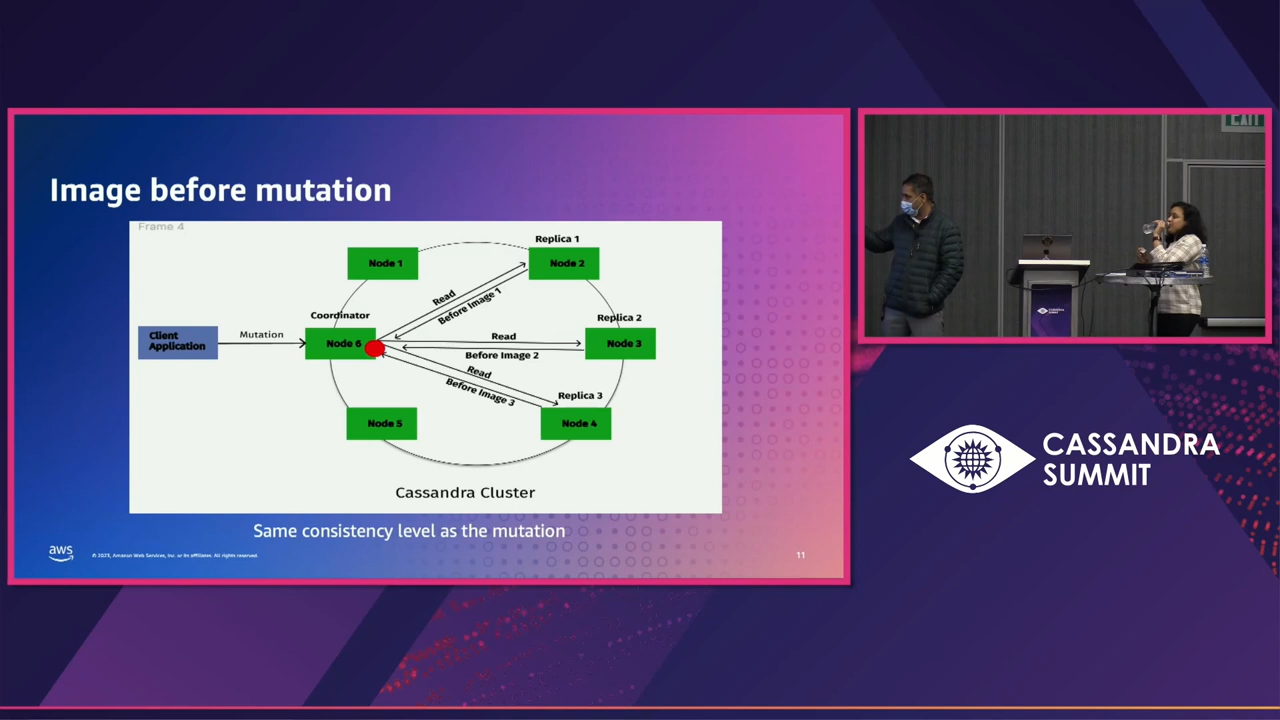 Image before mutation
Frame 4
Replica 1
Node 1
Node 2
Read
Before Image 1
Coordinator
Replica 2
Client
Application
Mutation
Node 6
Read
Node 3
Before Image 2
Read
Before Image 3
Replica 3
Node 5
Node 4
Cassandra Cluster
Same consistency level as the mutation
aws
© 2023, Amazon Web Services, Inc. or its affiliates. All rights reserved.
11
EXIT
CASSANDRA
SUMMIT